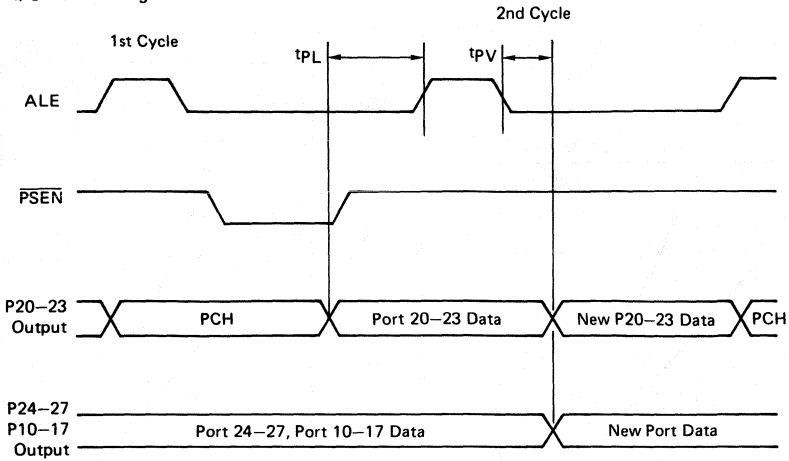 2nd Cycle
1st Cycle
tPL
tPV
ALE
PSEN
P20–23
Output
PCH
Port 20–23 Data
New P20–23 Data
PCH
P24–27
P10–17
Output
Port 24–27, Port 10–17 Data
New Port Data